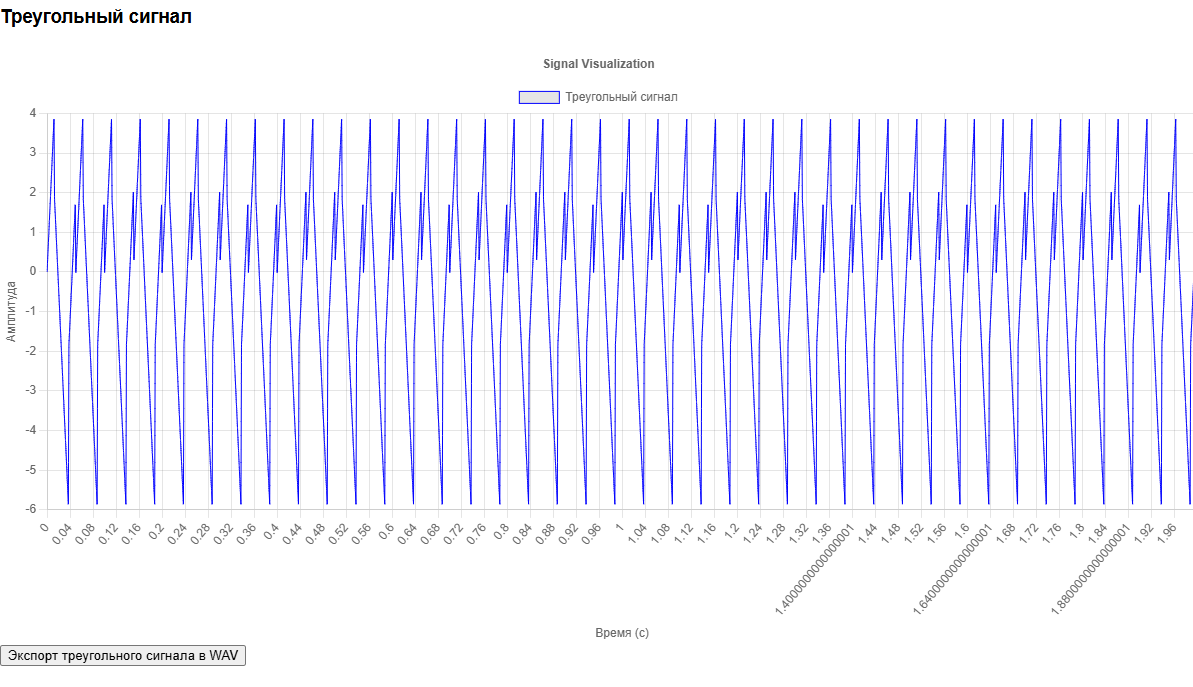 Треугольный сигнал
Signal Visualization
Треугольный сигнал
4
3
2
1
0
-1
-2
-3
-4
-5
-6
Амплитуда
0 0.04 0.08 0.12 0.16 0.2 0.24 0.28 0.32 0.36 0.4 0.44 0.48 0.52 0.56 0.6 0.64 0.68 0.72 0.76 0.8 0.84 0.88 0.92 0.96 1 1.04 1.08 1.12 1.16 1.2 1.24 1.28 1.32 1.36 1.4000000000000001 1.44 1.48 1.52 1.56 1.6 1.6400000000000001 1.68 1.72 1.76 1.8 1.84 1.8800000000000001 1.92 1.96
Время (с)
Экспорт треугольного сигнала в WAV